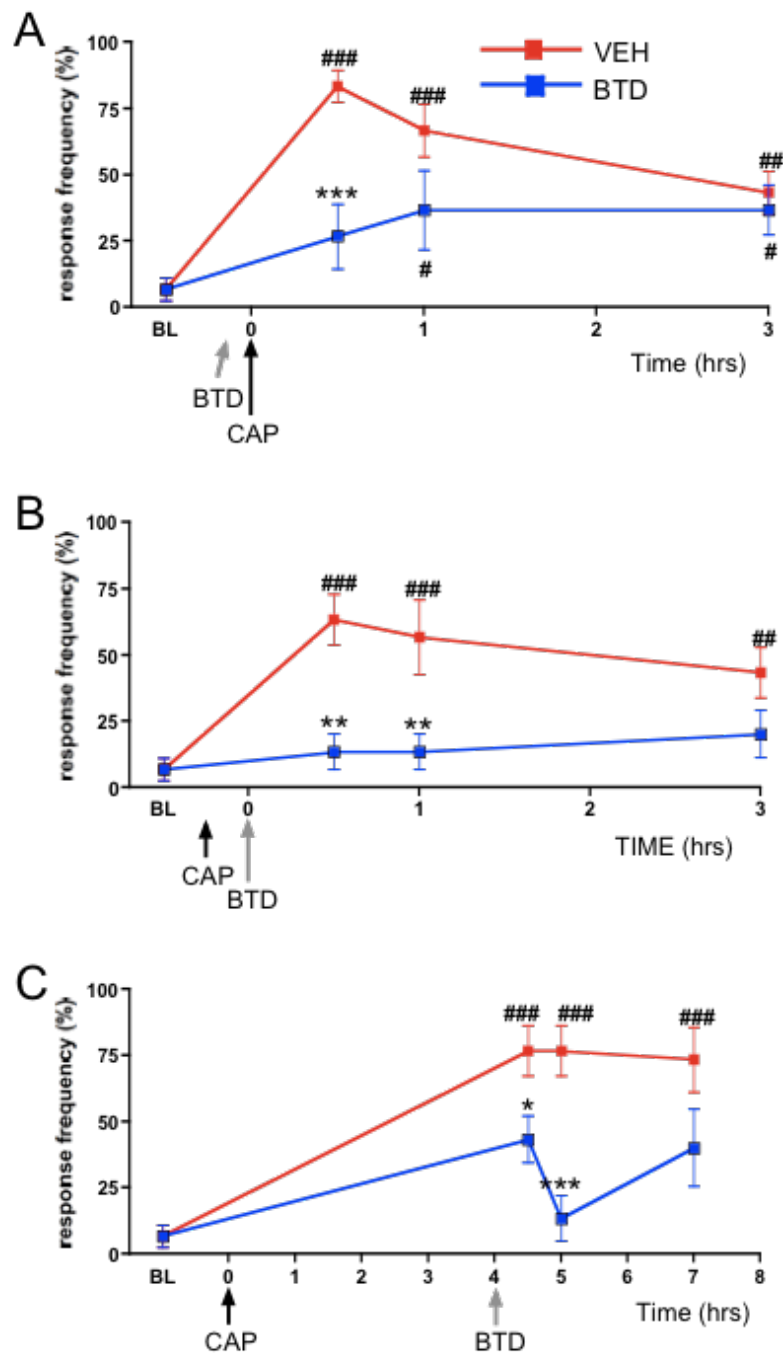 A
response frequency (%)
100
75
50
25
0
###
###
##
***
#
#
VEH
BTD
BL 0 1 2 3
Time (hrs)
BTD
CAP
B
response frequency (%)
100
75
50
25
0
###
###
##
**
**
BL 0 1 2 3
TIME (hrs)
CAP
BTD
C
response frequency (%)
100
75
50
25
0
###
###
###
*
***
BL 0 1 2 3 4 5 6 7 8
Time (hrs)
CAP
BTD